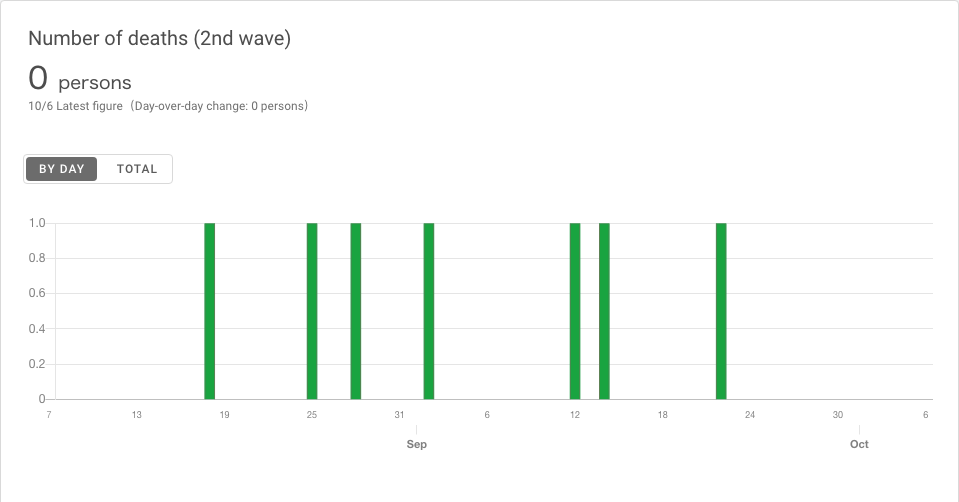 Number of deaths (2nd wave)
0 persons
10/6 Latest figure（Day-over-day change: 0 persons）
BY DAY TOTAL
1.0
0.8
0.6
0.4
0.2
0
7 13 19 25 31 6 12 18 24 30 6
Sep Oct